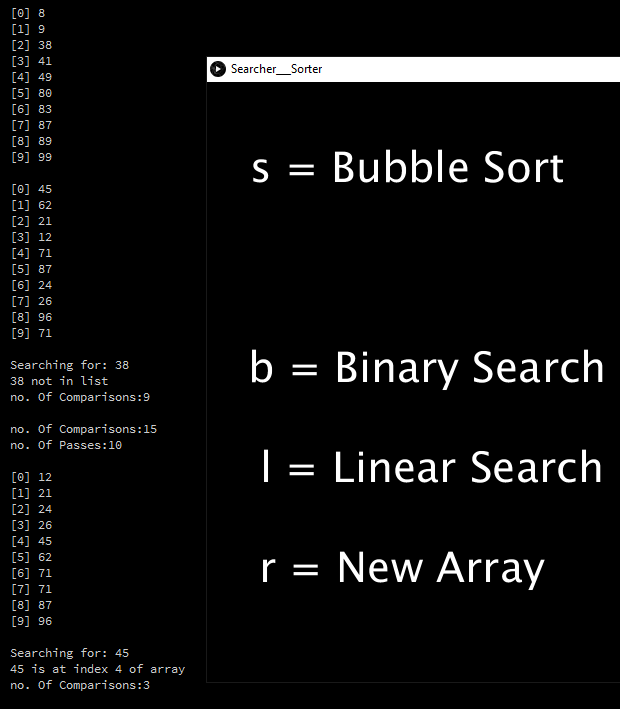 [0] 8
[1] 9
[2] 38
[3] 41
[4] 49
[5] 80
[6] 83
[7] 87
[8] 89
[9] 99
[0] 45
[1] 62
[2] 21
[3] 12
[4] 71
[5] 87
[6] 24
[7] 26
[8] 96
[9] 71
Searching for: 38
38 not in list
no. Of Comparisons:9
no. Of Comparisons:15
no. Of Passes:10
[0] 12
[1] 21
[2] 24
[3] 26
[4] 45
[5] 62
[6] 71
[7] 71
[8] 87
[9] 96
Searching for: 45
45 is at index 4 of array
no. Of Comparisons:3
Searcher__Sorter
s = Bubble Sort
b = Binary Search
l = Linear Search
r = New Array